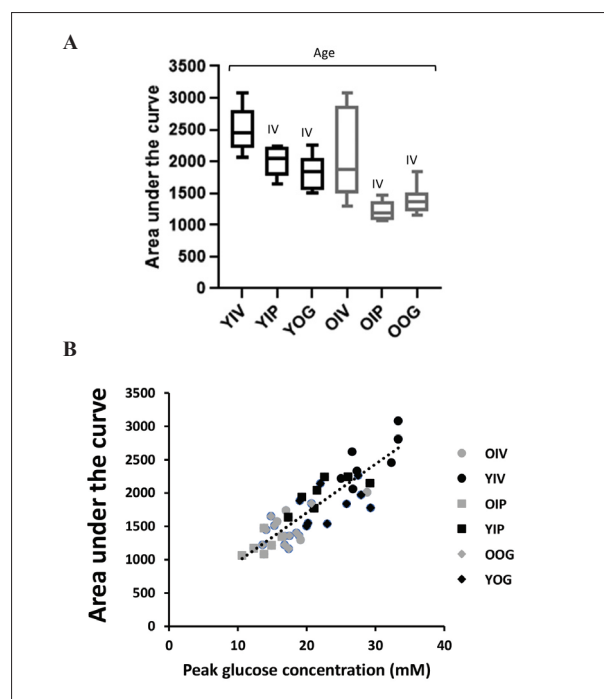 A
Age
3500
3000
2500
2000
1500
1000
500
0
Area under the curve
IV
IV
IV
IV
YIV
YIP
YOG
OIV
OIP
OOG
B
3500
3000
2500
2000
1500
1000
500
0
Area under the curve
0 10 20 30 40
Peak glucose concentration (mM)
OIV
YIV
OIP
YIP
OOG
YOG